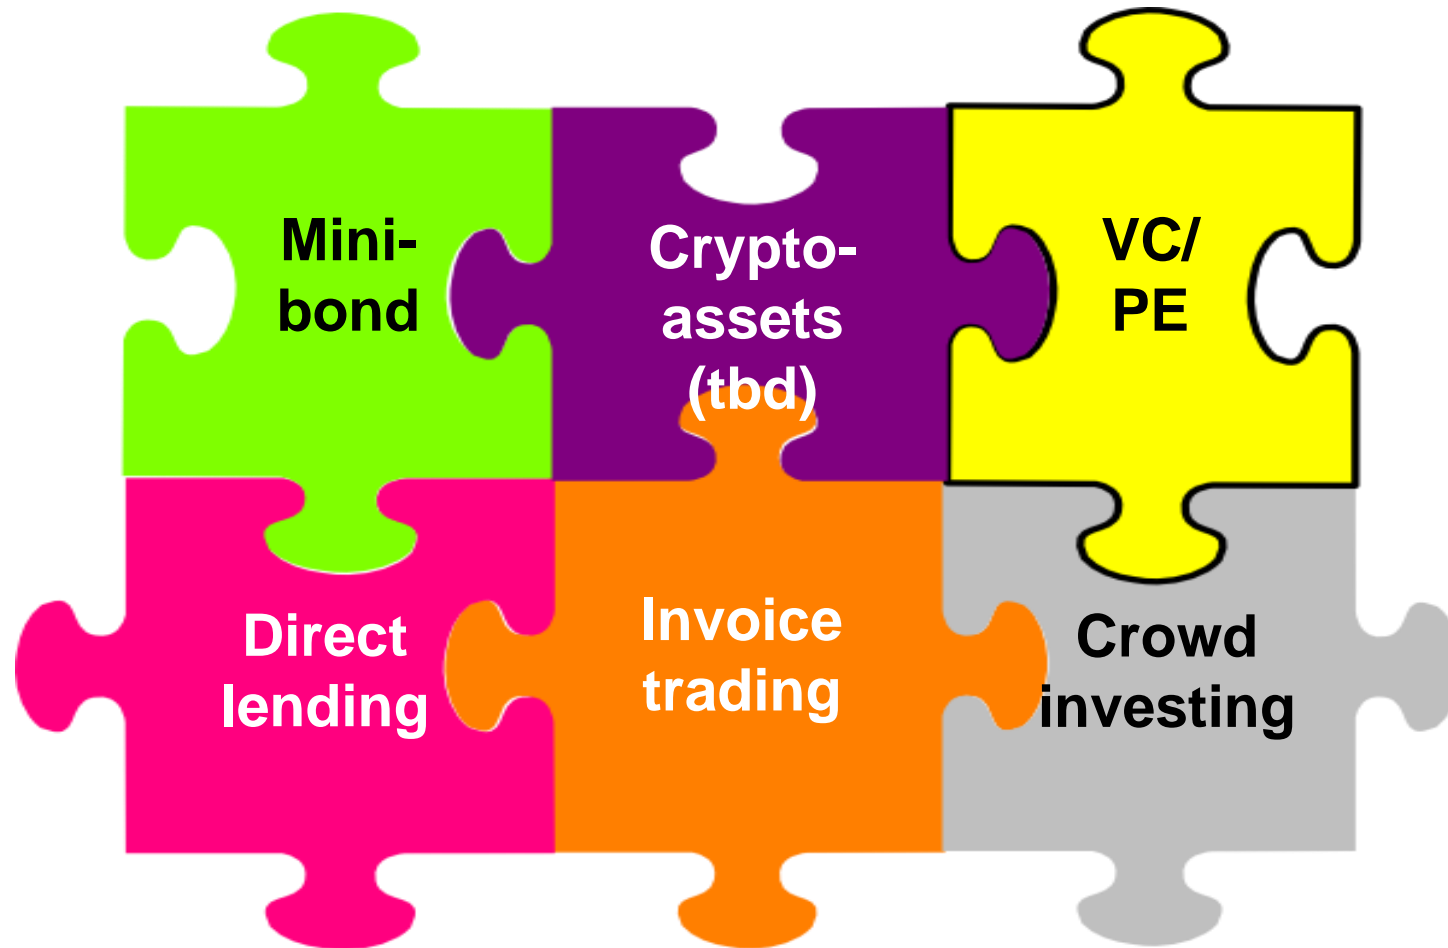 Mini-
bond
Crypto-
assets
(tbd)
VC/
PE
Direct
lending
Invoice
trading
Crowd
investing